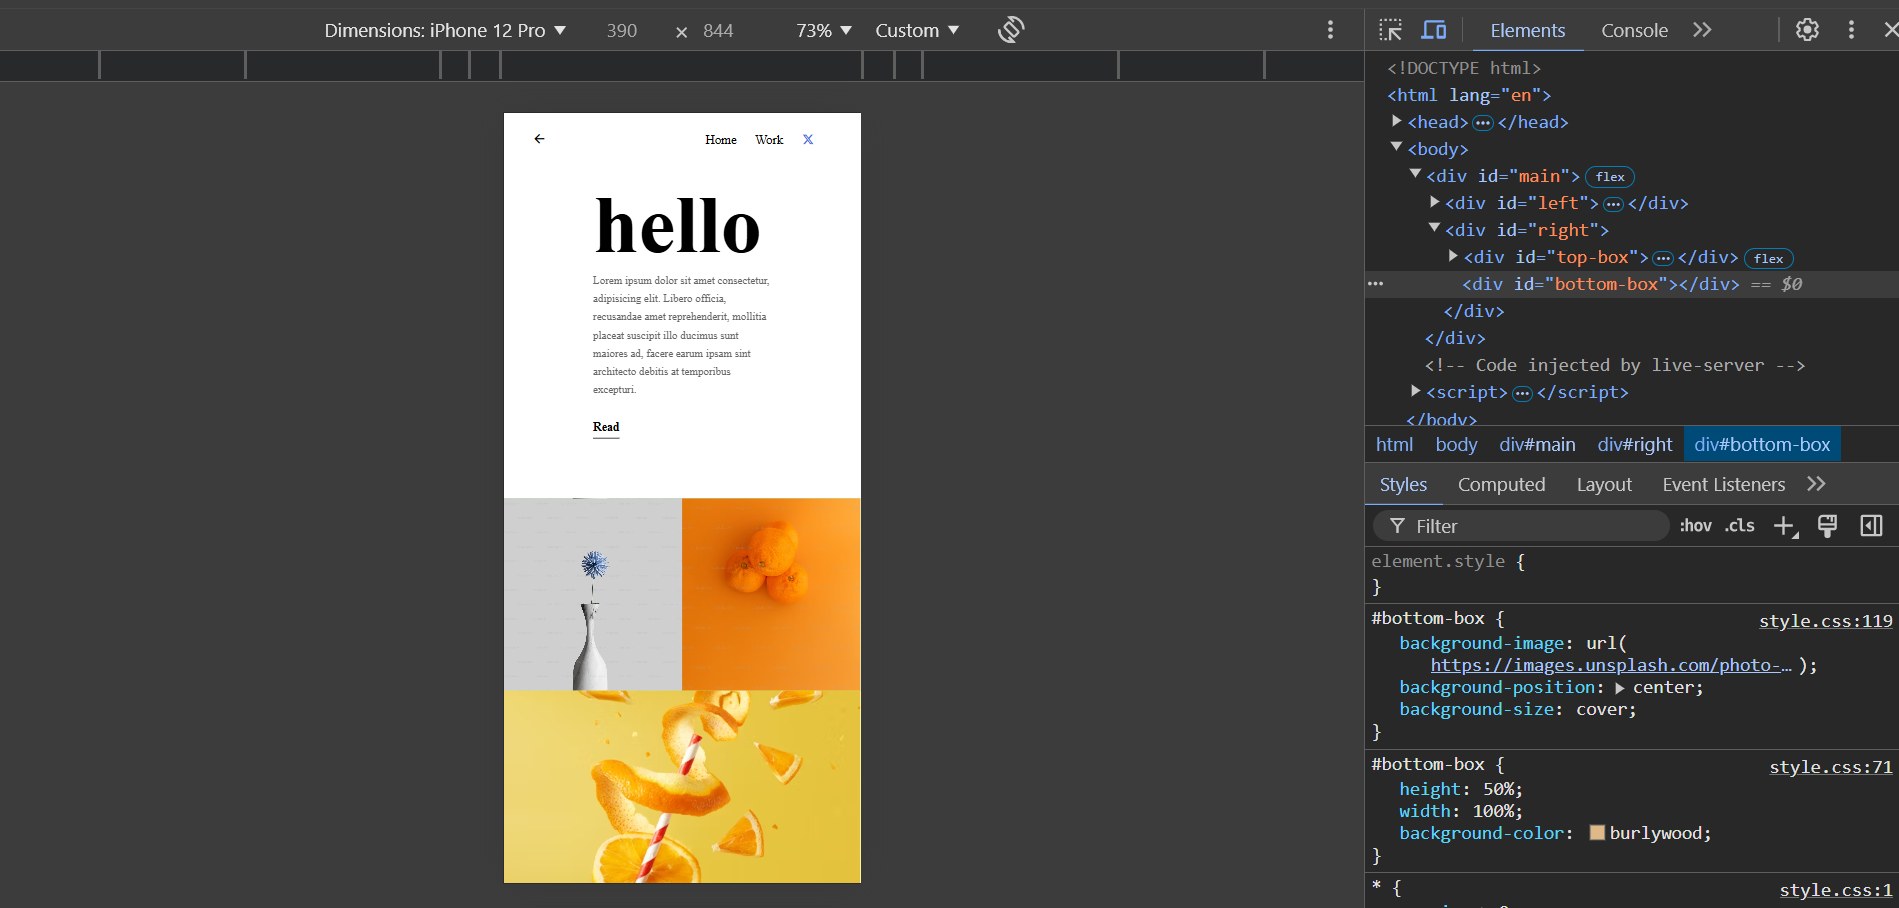 Dimensions: iPhone 12 Pro ▼ 390 × 844 73% ▼ Custom ▼
Elements Console
<!DOCTYPE html>
<html lang="en">
<head>…</head>
<body>
<div id="main"> flex
<div id="left">…</div>
<div id="right">
<div id="top-box">…</div> flex
<div id="bottom-box"></div> == $0
</div>
</div>
<!-- Code injected by live-server -->
<script>…</script>
</body>
html body div#main div#right div#bottom-box
Styles Computed Layout Event Listeners
Filter :hov .cls
element.style {
}
#bottom-box { style.css:119
background-image: url(
https://images.unsplash.com/photo-… );
background-position: center;
background-size: cover;
}
#bottom-box { style.css:71
height: 50%;
width: 100%;
background-color: burlywood;
}
* { style.css:1
Home Work X
hello
Lorem ipsum dolor sit amet consectetur,
adipisicing elit. Libero officia,
recusandae amet reprehenderit, mollitia
placeat suscipit illo ducimus sunt
maiores ad, facere earum ipsam sint
architecto debitis at temporibus
excepturi.
Read